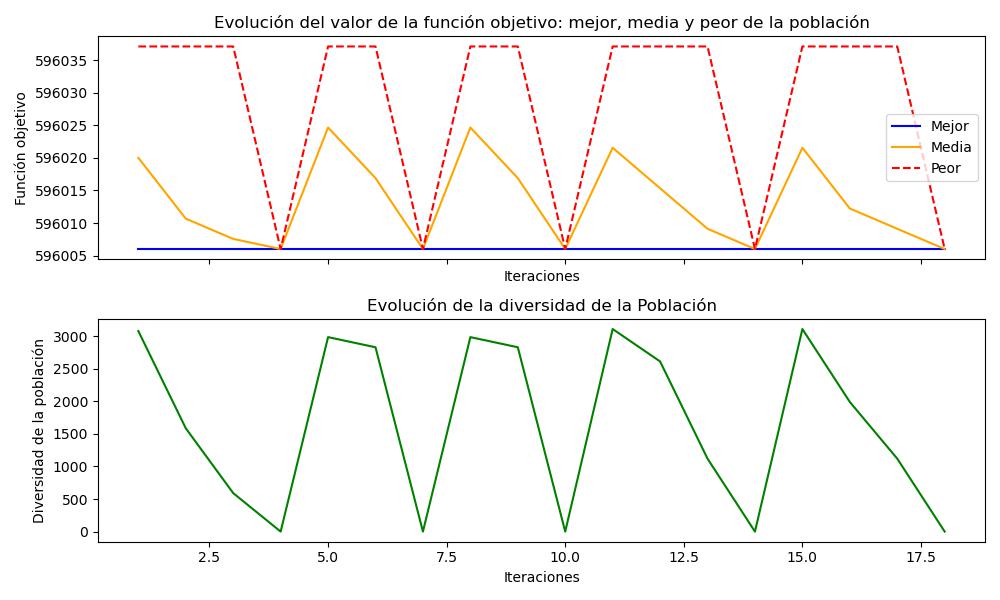 Evolución del valor de la función objetivo: mejor, media y peor de la población
Función objetivo
596035
596030
596025
596020
596015
596010
596005
Mejor
Media
Peor
Iteraciones
Evolución de la diversidad de la Población
Diversidad de la población
3000
2500
2000
1500
1000
500
0
2.5 5.0 7.5 10.0 12.5 15.0 17.5
Iteraciones